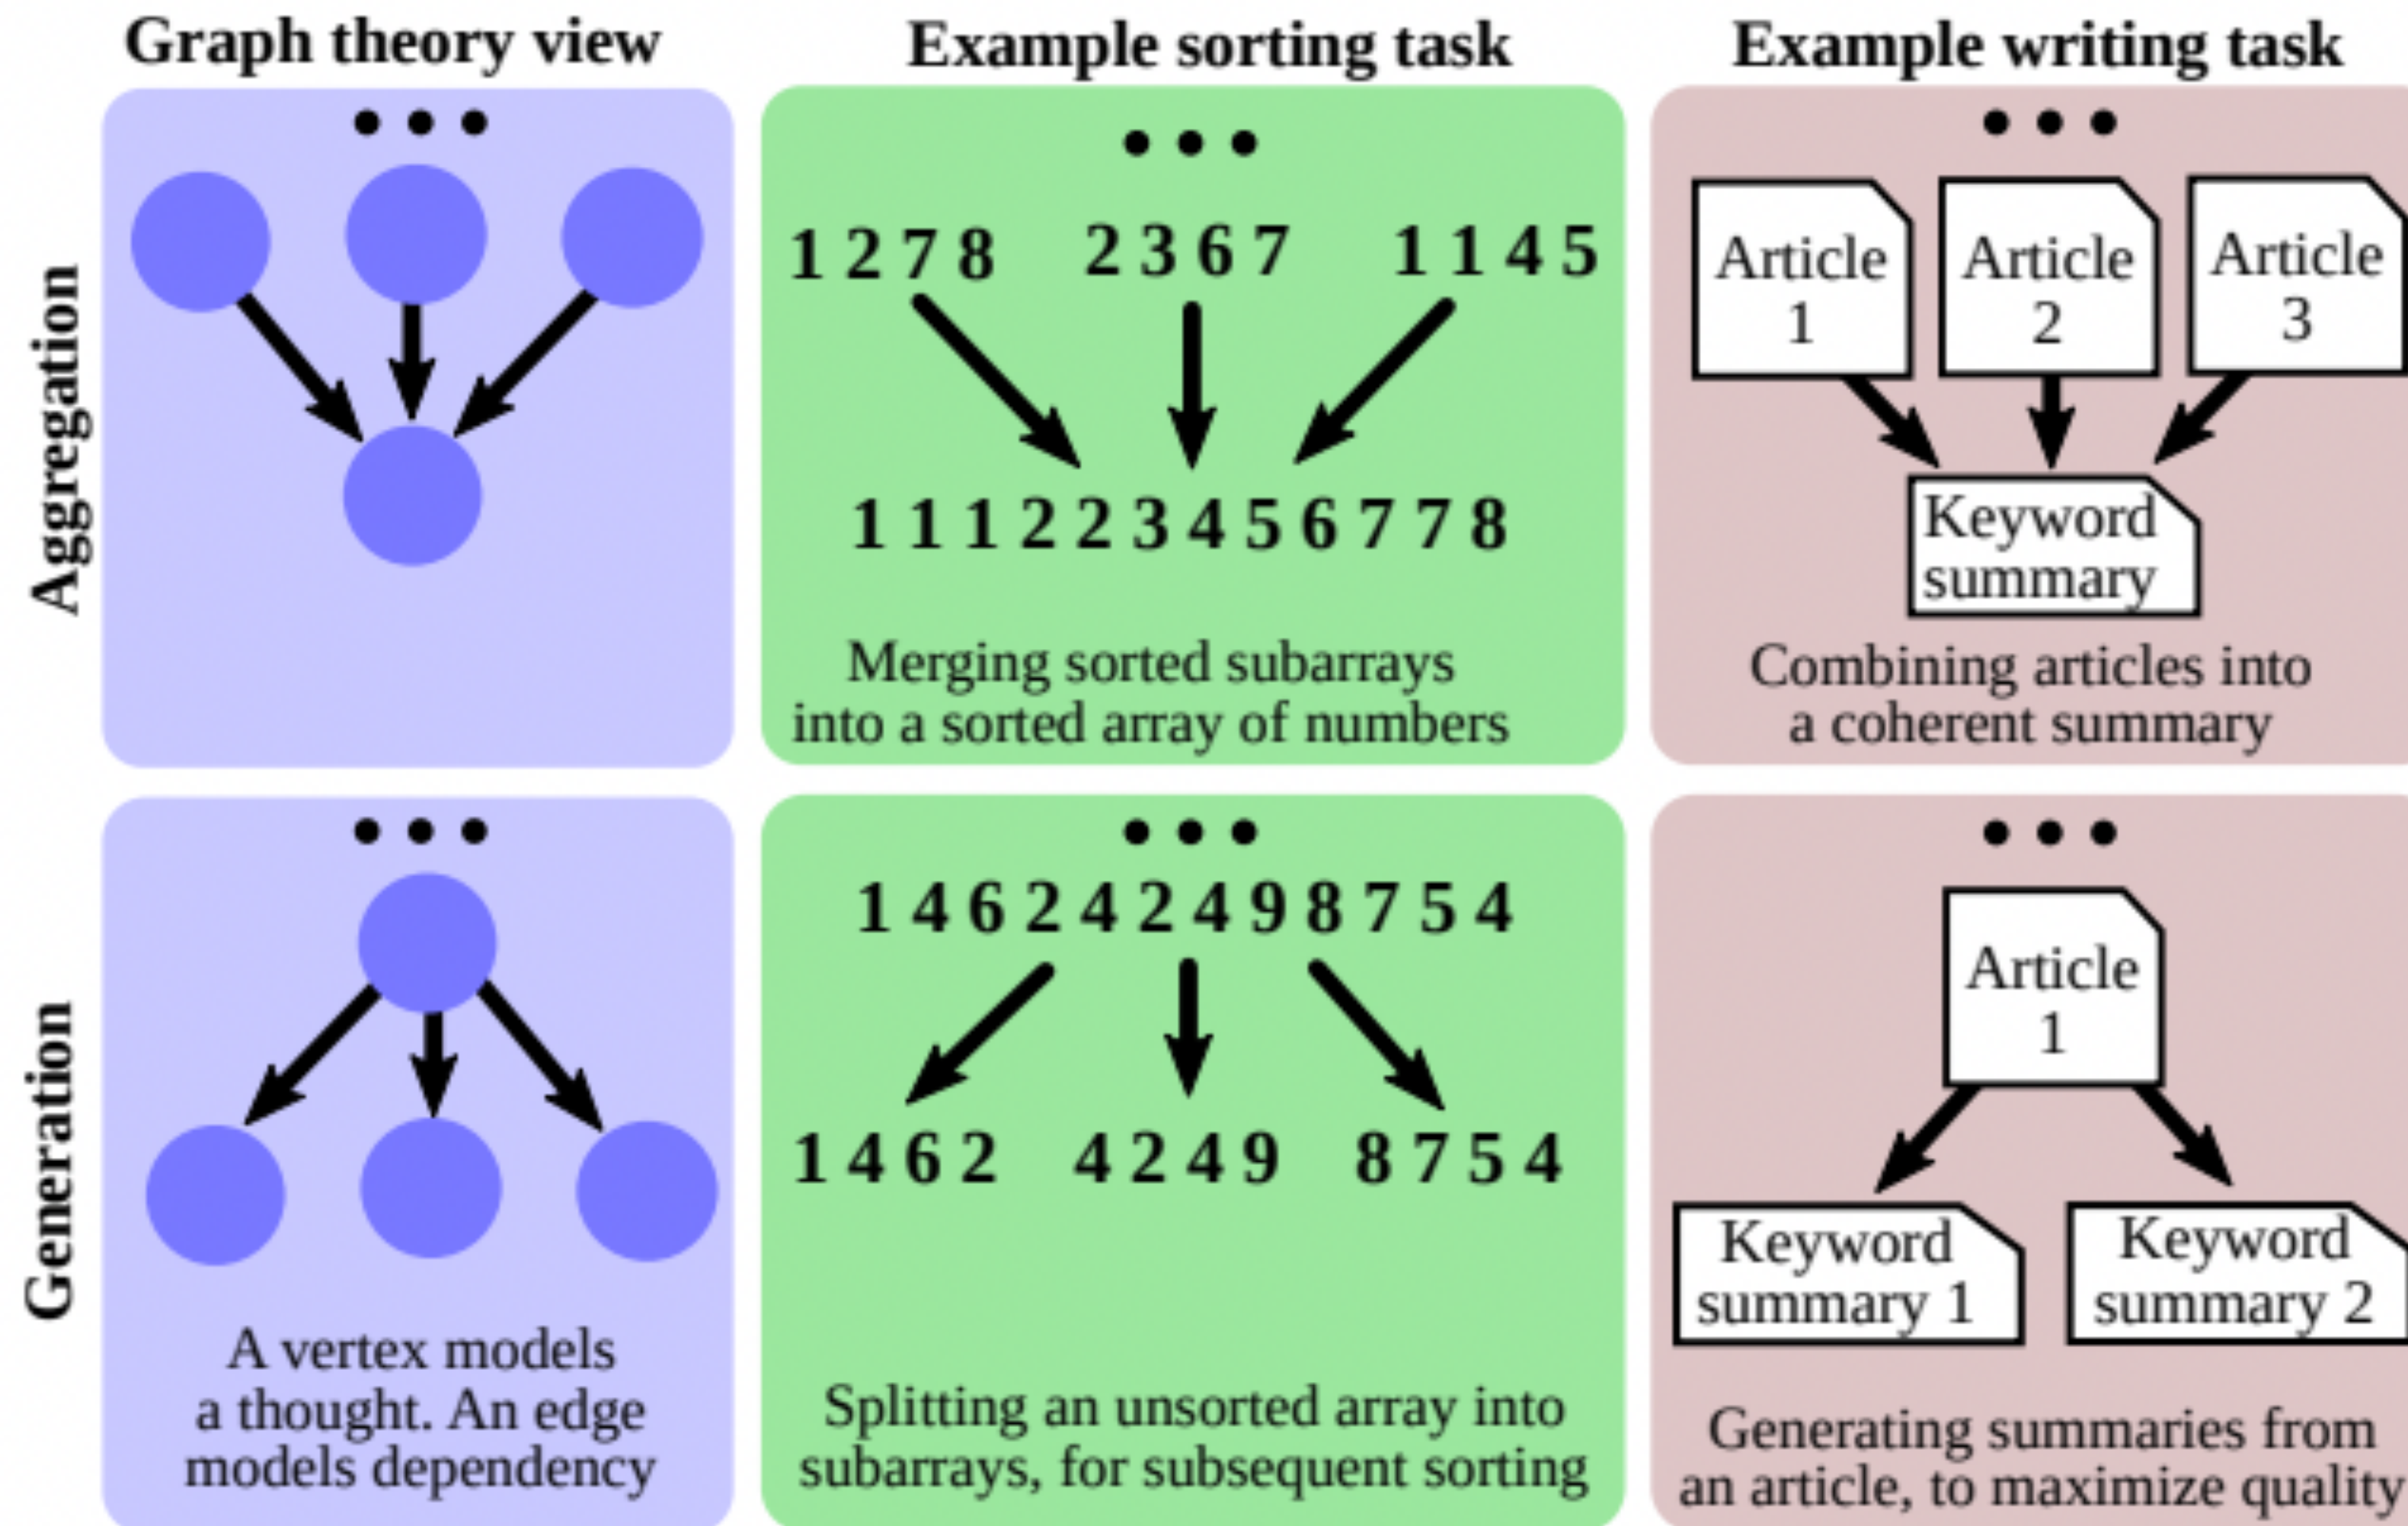 Graph theory view
Example sorting task
Example writing task
Aggregation
1 2 7 8
2 3 6 7
1 1 4 5
1 1 1 2 2 3 4 5 6 7 7 8
Merging sorted subarrays
into a sorted array of numbers
Article
1
Article
2
Article
3
Keyword
summary
Combining articles into
a coherent summary
Generation
A vertex models
a thought. An edge
models dependency
1 4 6 2 4 2 4 9 8 7 5 4
1 4 6 2
4 2 4 9
8 7 5 4
Splitting an unsorted array into
subarrays, for subsequent sorting
Article
1
Keyword
summary 1
Keyword
summary 2
Generating summaries from
an article, to maximize quality